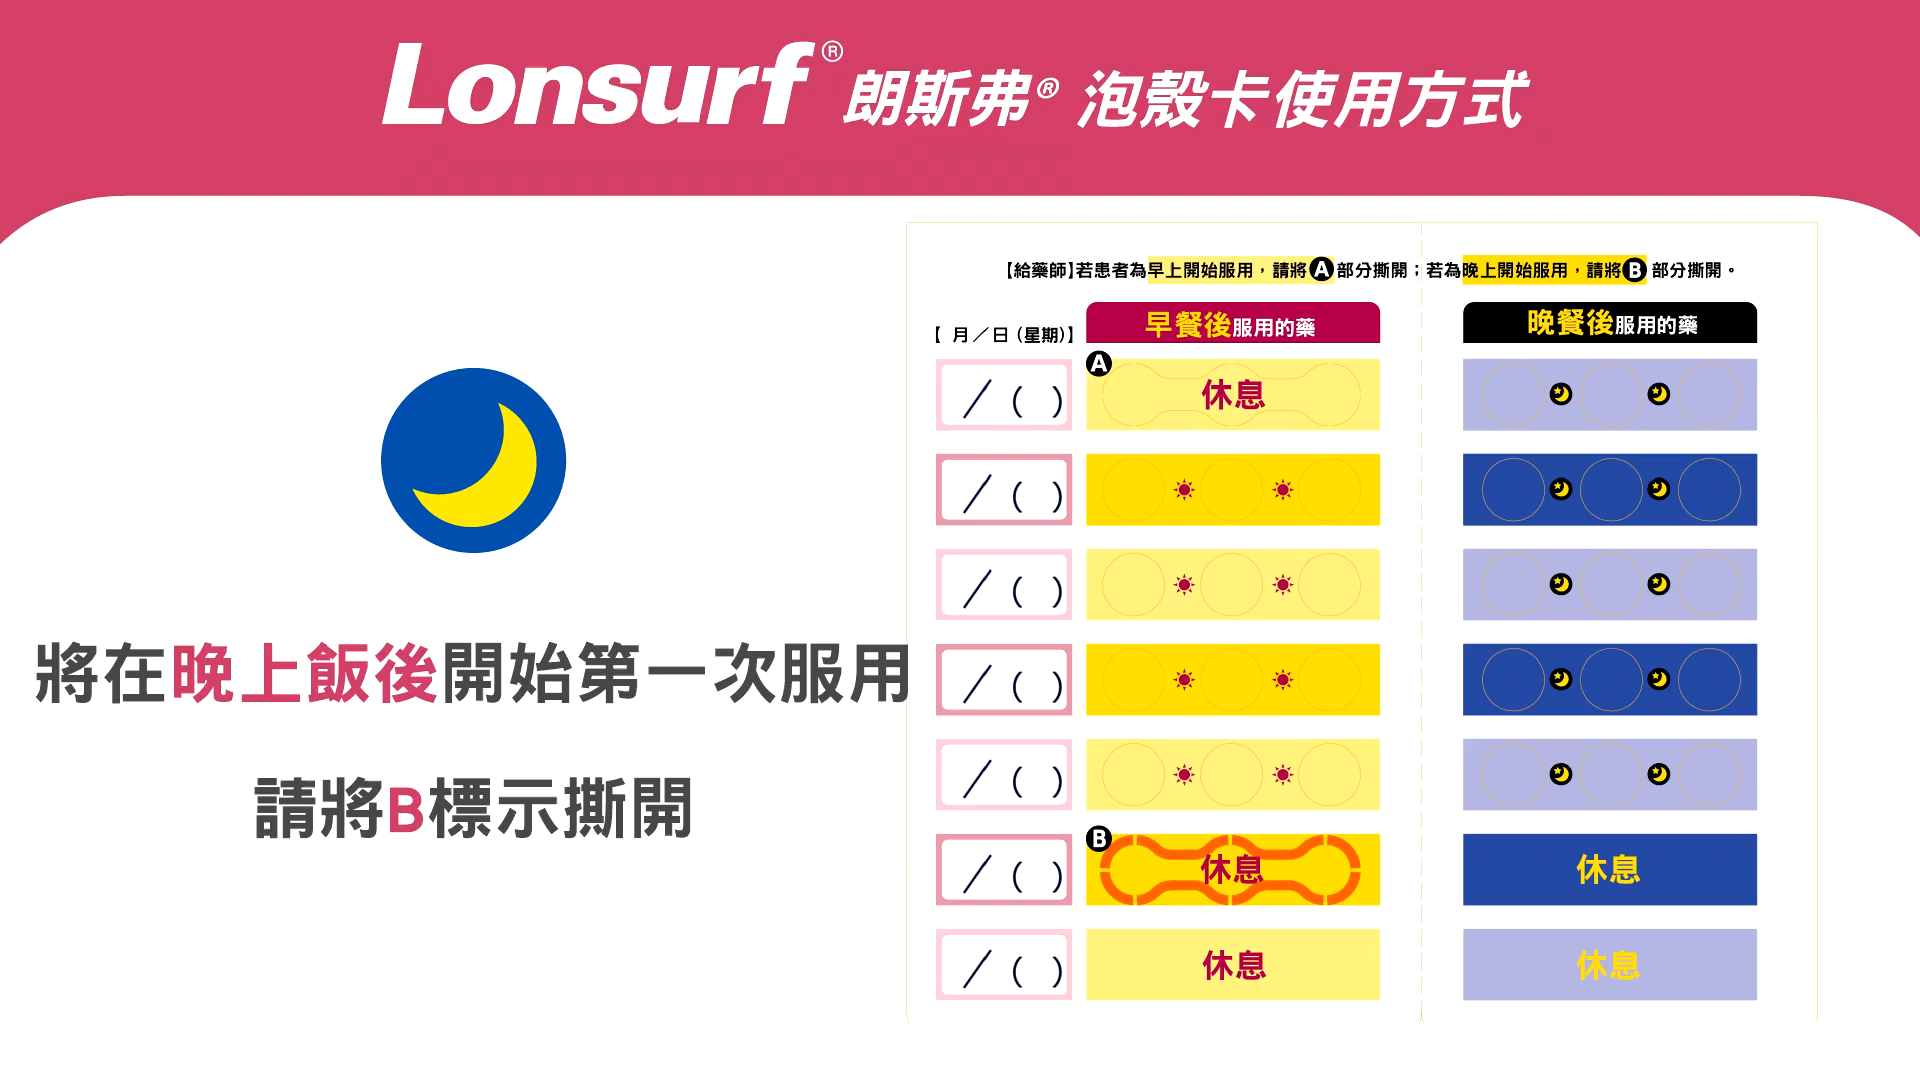 Lonsurf® 朗斯弗® 泡殼卡使用方式
【給藥師】若患者為早上開始服用，請將A部分撕開；若為晚上開始服用，請將B部分撕開。
【 月／日（星期）】 早餐後服用的藥 晚餐後服用的藥
A
／ ( ) 休息
／ ( )
／ ( )
將在晚上飯後開始第一次服用
／ ( )
請將B標示撕開
／ ( )
B
／ ( ) 休息 休息
／ ( ) 休息 休息